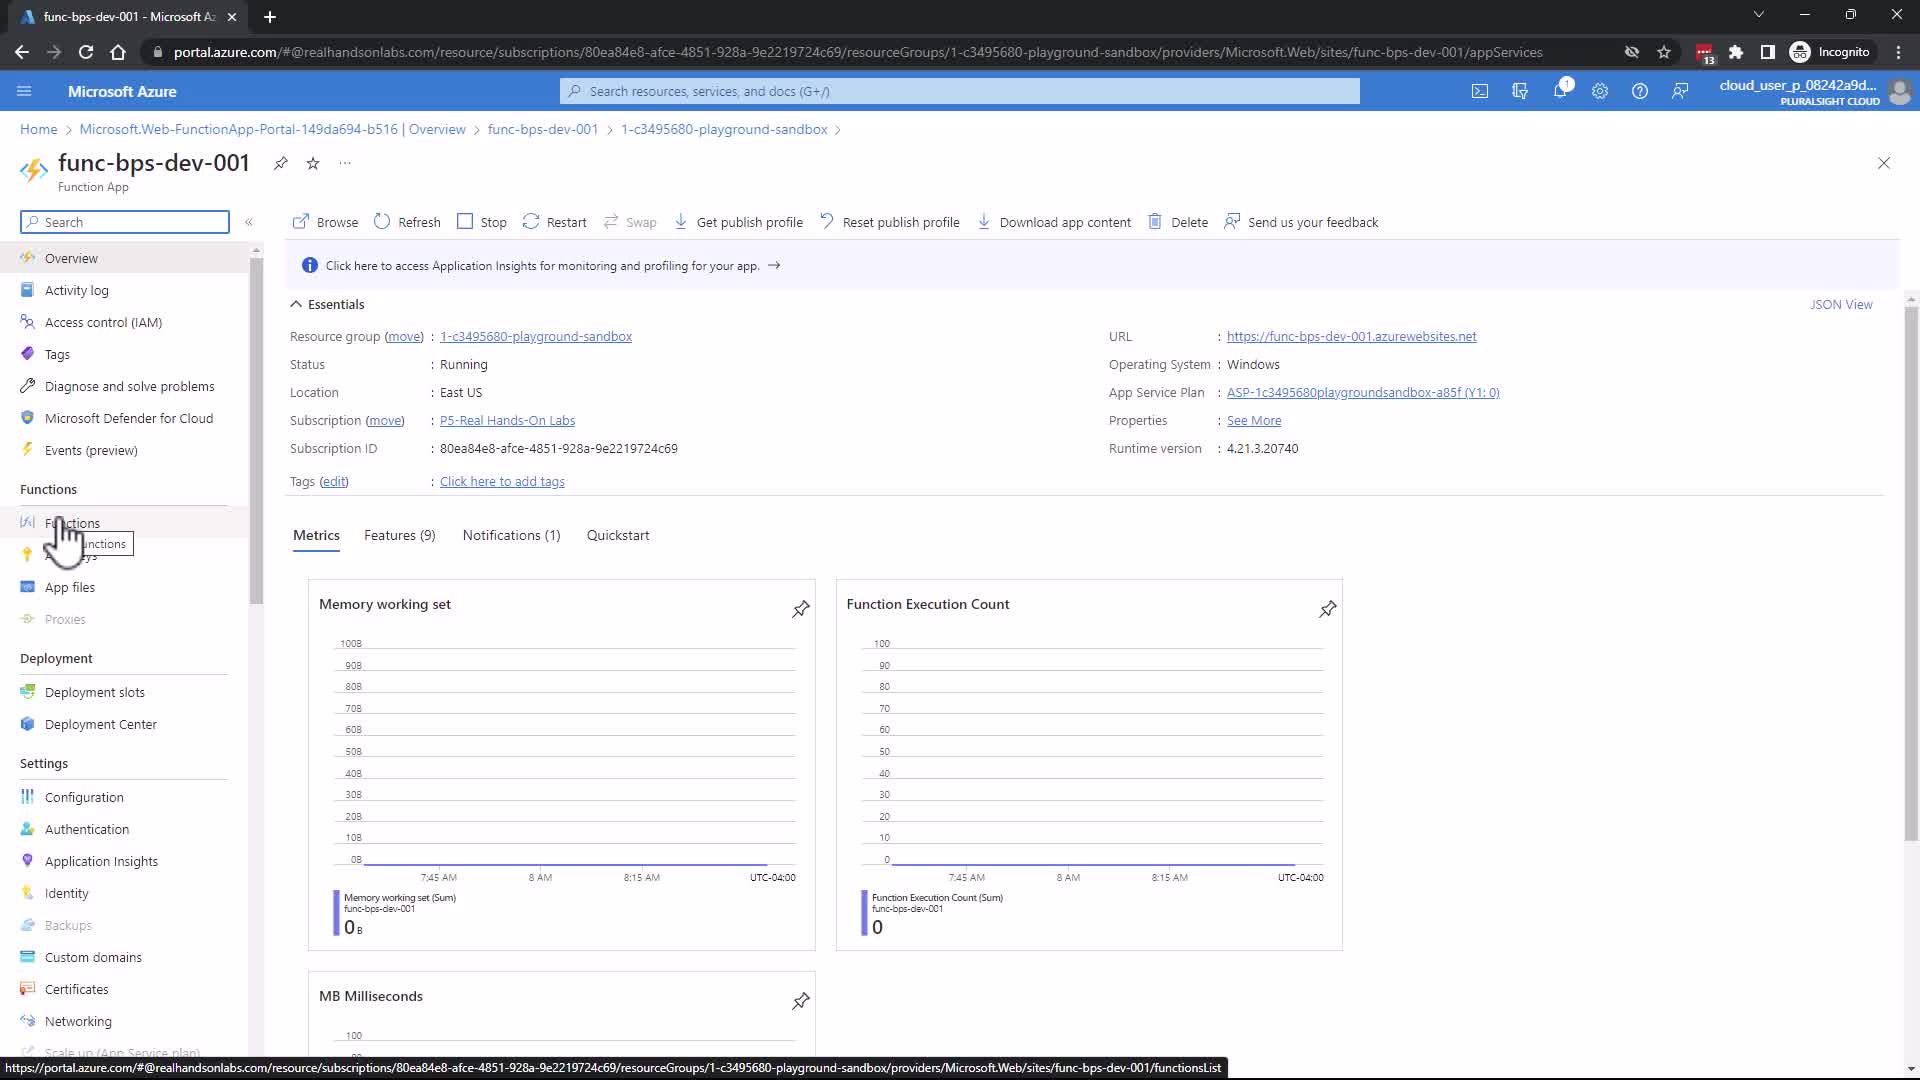 func-bps-dev-001 - Microsoft Az
portal.azure.com/#@realhandsonlabs.com/resource/subscriptions/80ea84e8-afce-4851-928a-9e2219724c69/resourceGroups/1-c3495680-playground-sandbox/providers/Microsoft.Web/sites/func-bps-dev-001/appServices
13
Incognito
Microsoft Azure
Search resources, services, and docs (G+/)
1
cloud_user_p_08242a9d...
PLURALSIGHT CLOUD
Home > Microsoft.Web-FunctionApp-Portal-149da694-b516 | Overview > func-bps-dev-001 > 1-c3495680-playground-sandbox >
func-bps-dev-001
Function App
Search
Overview
Activity log
Access control (IAM)
Tags
Diagnose and solve problems
Microsoft Defender for Cloud
Events (preview)
Functions
Functions
App files
Proxies
Deployment
Deployment slots
Deployment Center
Settings
Configuration
Authentication
Application Insights
Identity
Backups
Custom domains
Certificates
Networking
Scale up (App Service plan)
Browse Refresh Stop Restart Swap Get publish profile Reset publish profile Download app content Delete Send us your feedback
Click here to access Application Insights for monitoring and profiling for your app. →
Essentials
JSON View
Resource group (move) : 1-c3495680-playground-sandbox
Status : Running
Location : East US
Subscription (move) : P5-Real Hands-On Labs
Subscription ID : 80ea84e8-afce-4851-928a-9e2219724c69
Tags (edit) : Click here to add tags
URL : https://func-bps-dev-001.azurewebsites.net
Operating System : Windows
App Service Plan : ASP-1c3495680playgroundsandbox-a85f (Y1: 0)
Properties : See More
Runtime version : 4.21.3.20740
Metrics Features (9) Notifications (1) Quickstart
Memory working set
100B
90B
80B
70B
60B
50B
40B
30B
20B
10B
0B
7:45 AM 8 AM 8:15 AM UTC-04:00
Memory working set (Sum)
func-bps-dev-001
0 B
Function Execution Count
100
90
80
70
60
50
40
30
20
10
0
7:45 AM 8 AM 8:15 AM UTC-04:00
Function Execution Count (Sum)
func-bps-dev-001
0
MB Milliseconds
100
https://portal.azure.com/#@realhandsonlabs.com/resource/subscriptions/80ea84e8-afce-4851-928a-9e2219724c69/resourceGroups/1-c3495680-playground-sandbox/providers/Microsoft.Web/sites/func-bps-dev-001/functionsList